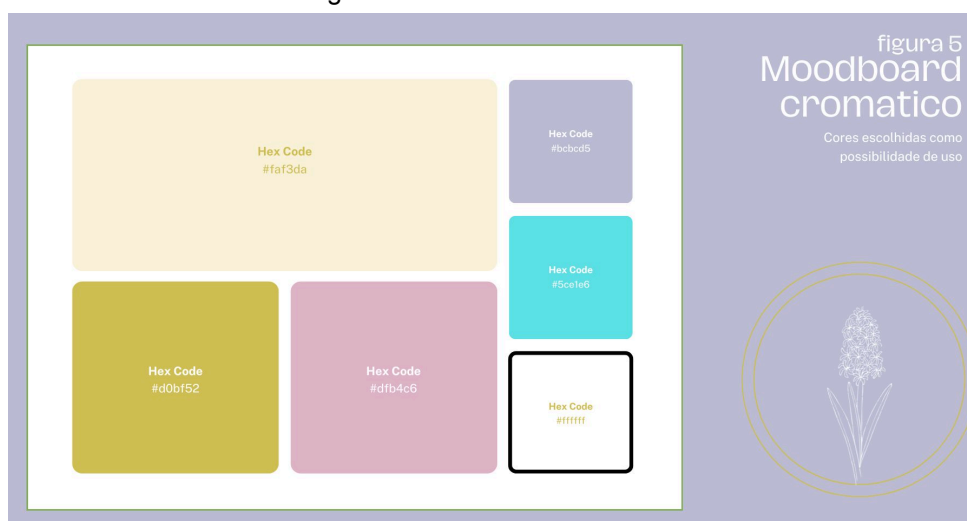 figura 5
Moodboard
cromatico
Cores escolhidas como
possibilidade de uso
Hex Code
#faf3da
Hex Code
#bcbcd5
Hex Code
#5ce1e6
Hex Code
#d0bf52
Hex Code
#dfb4c6
Hex Code
#ffffff